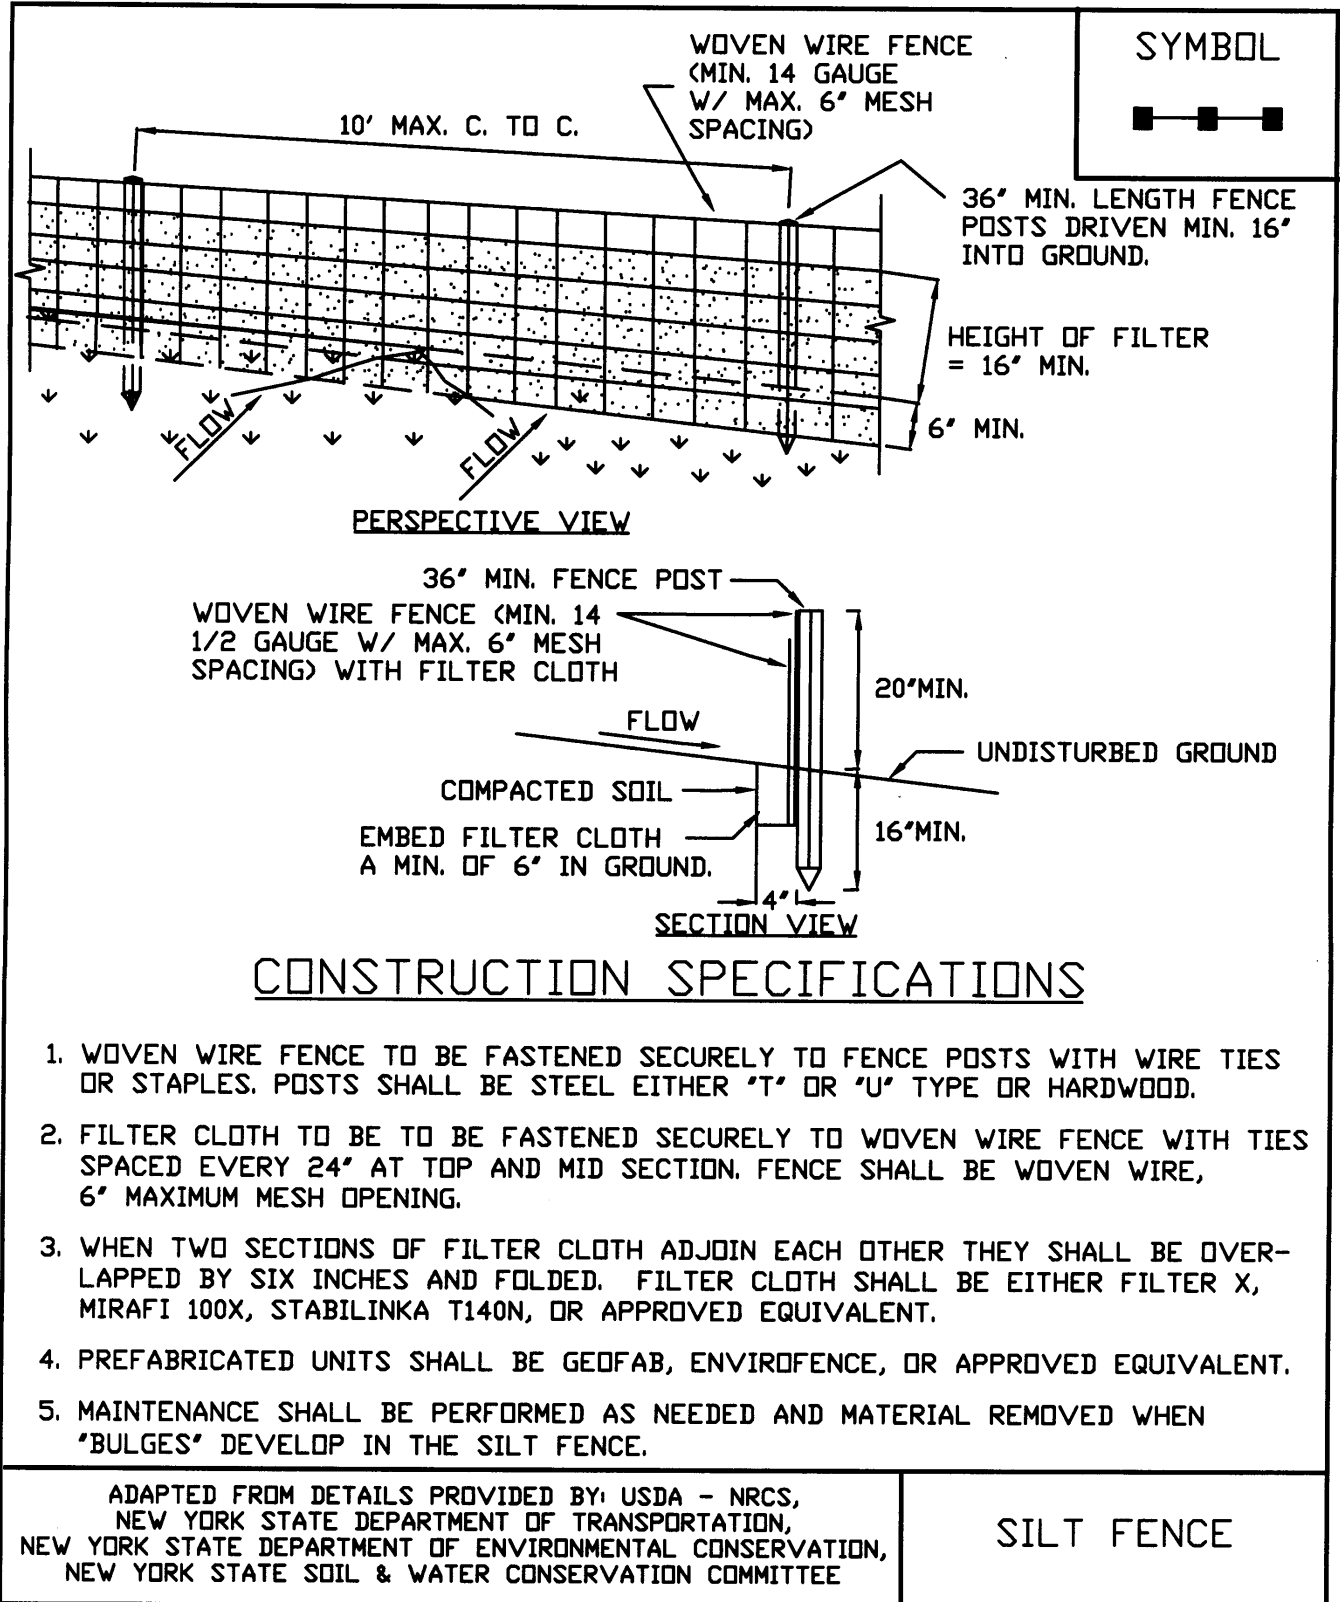 WOVEN WIRE FENCE
(MIN. 14 GAUGE
W/ MAX. 6" MESH
SPACING)
SYMBOL
10' MAX. C. TO C.
36" MIN. LENGTH FENCE
POSTS DRIVEN MIN. 16"
INTO GROUND.
HEIGHT OF FILTER
= 16" MIN.
6" MIN.
FLOW
FLOW
PERSPECTIVE VIEW
36" MIN. FENCE POST
WOVEN WIRE FENCE (MIN. 14
1/2 GAUGE W/ MAX. 6" MESH
SPACING) WITH FILTER CLOTH
20"MIN.
FLOW
UNDISTURBED GROUND
COMPACTED SOIL
EMBED FILTER CLOTH
A MIN. OF 6" IN GROUND.
16"MIN.
4"
SECTION VIEW
CONSTRUCTION SPECIFICATIONS
1. WOVEN WIRE FENCE TO BE FASTENED SECURELY TO FENCE POSTS WITH WIRE TIES
OR STAPLES. POSTS SHALL BE STEEL EITHER "T" OR "U" TYPE OR HARDWOOD.
2. FILTER CLOTH TO BE TO BE FASTENED SECURELY TO WOVEN WIRE FENCE WITH TIES
SPACED EVERY 24" AT TOP AND MID SECTION. FENCE SHALL BE WOVEN WIRE,
6" MAXIMUM MESH OPENING.
3. WHEN TWO SECTIONS OF FILTER CLOTH ADJOIN EACH OTHER THEY SHALL BE OVER-
LAPPED BY SIX INCHES AND FOLDED. FILTER CLOTH SHALL BE EITHER FILTER X,
MIRAFI 100X, STABILINKA T140N, OR APPROVED EQUIVALENT.
4. PREFABRICATED UNITS SHALL BE GEOFAB, ENVIROFENCE, OR APPROVED EQUIVALENT.
5. MAINTENANCE SHALL BE PERFORMED AS NEEDED AND MATERIAL REMOVED WHEN
"BULGES" DEVELOP IN THE SILT FENCE.
ADAPTED FROM DETAILS PROVIDED BY: USDA - NRCS,
NEW YORK STATE DEPARTMENT OF TRANSPORTATION,
NEW YORK STATE DEPARTMENT OF ENVIRONMENTAL CONSERVATION,
NEW YORK STATE SOIL & WATER CONSERVATION COMMITTEE
SILT FENCE